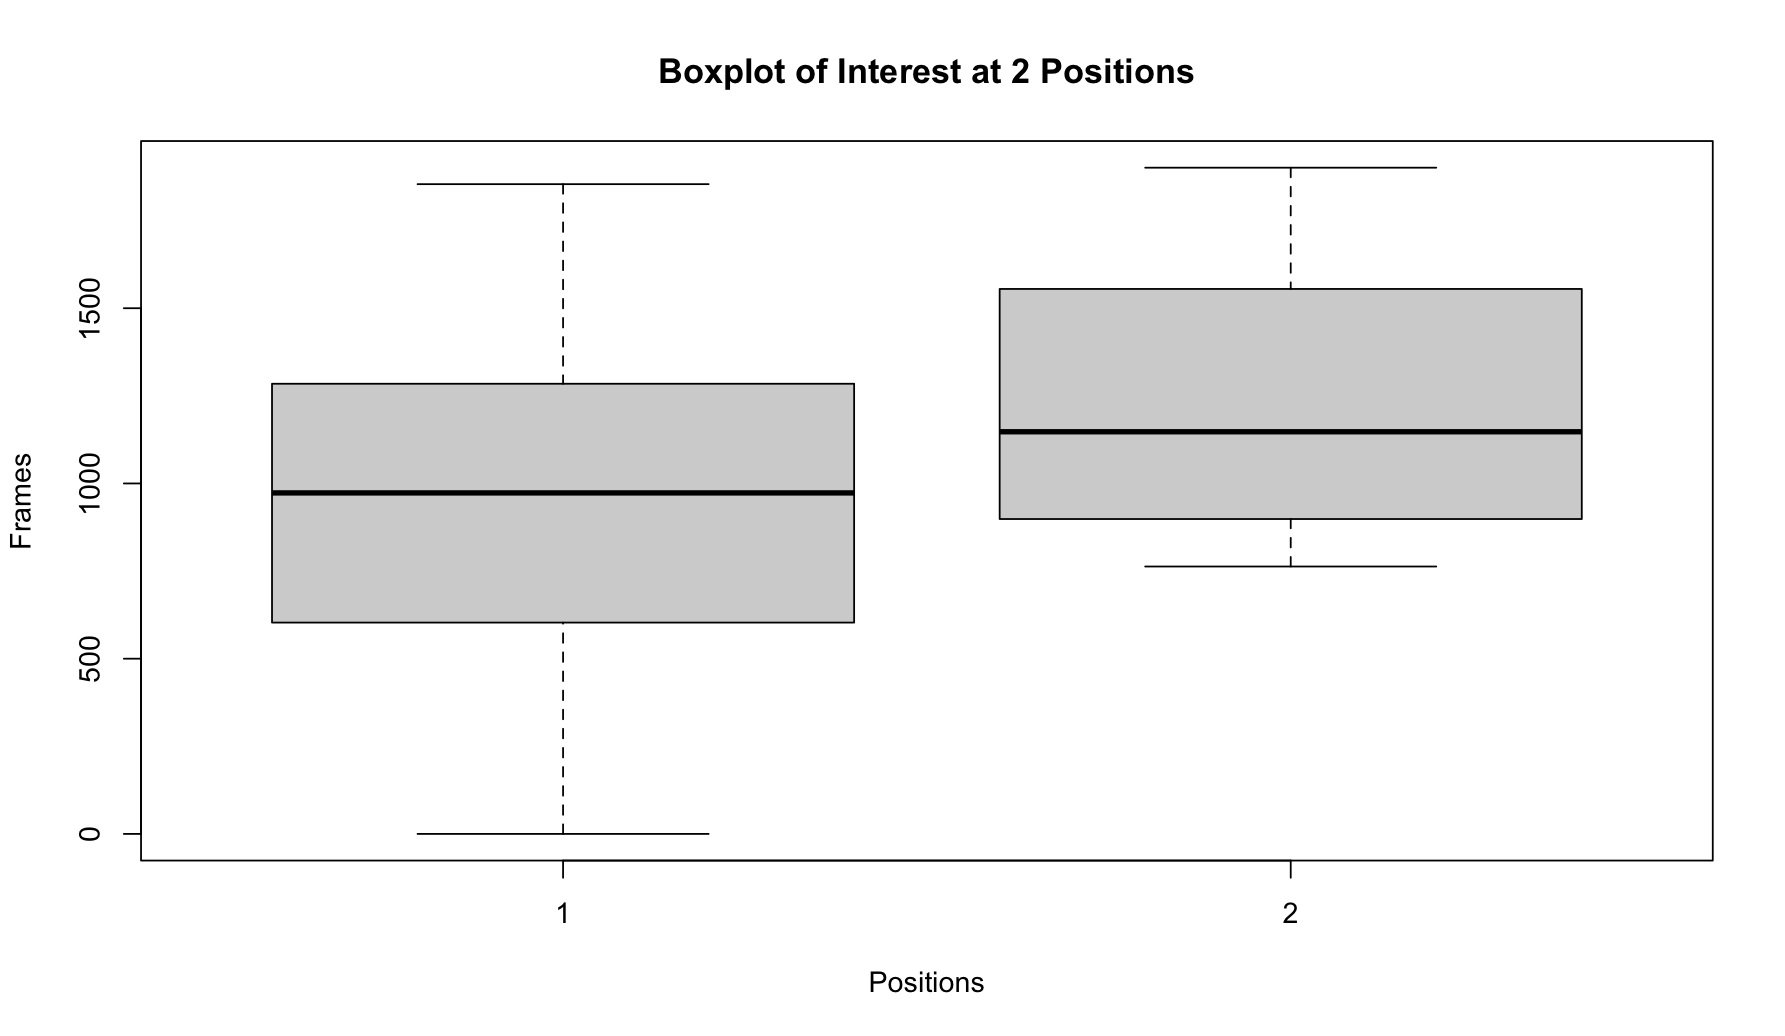 Boxplot of Interest at 2 Positions
Frames
1500
1000
500
0
1
2
Positions